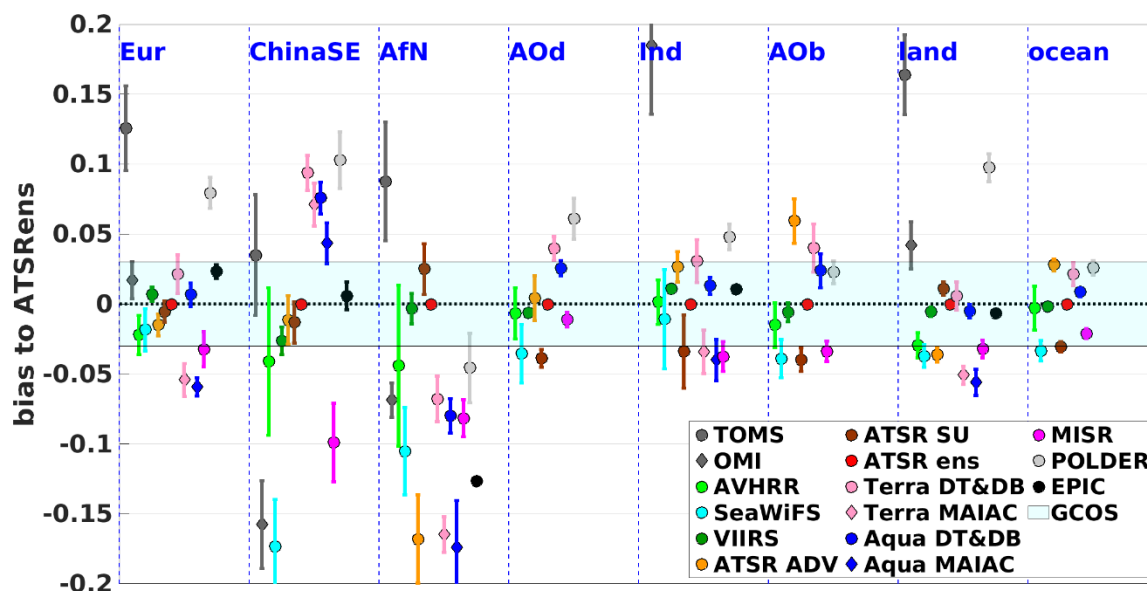 0.2
0.15
0.1
0.05
0
-0.05
-0.1
-0.15
-0.2
bias to ATSRens
Eur ChinaSE AfN AOd Ind AOb land ocean
TOMS ATSR SU MISR
OMI ATSR ens POLDER
AVHRR Terra DT&DB EPIC
SeaWiFS Terra MAIAC GCOS
VIIRS Aqua DT&DB
ATSR ADV Aqua MAIAC